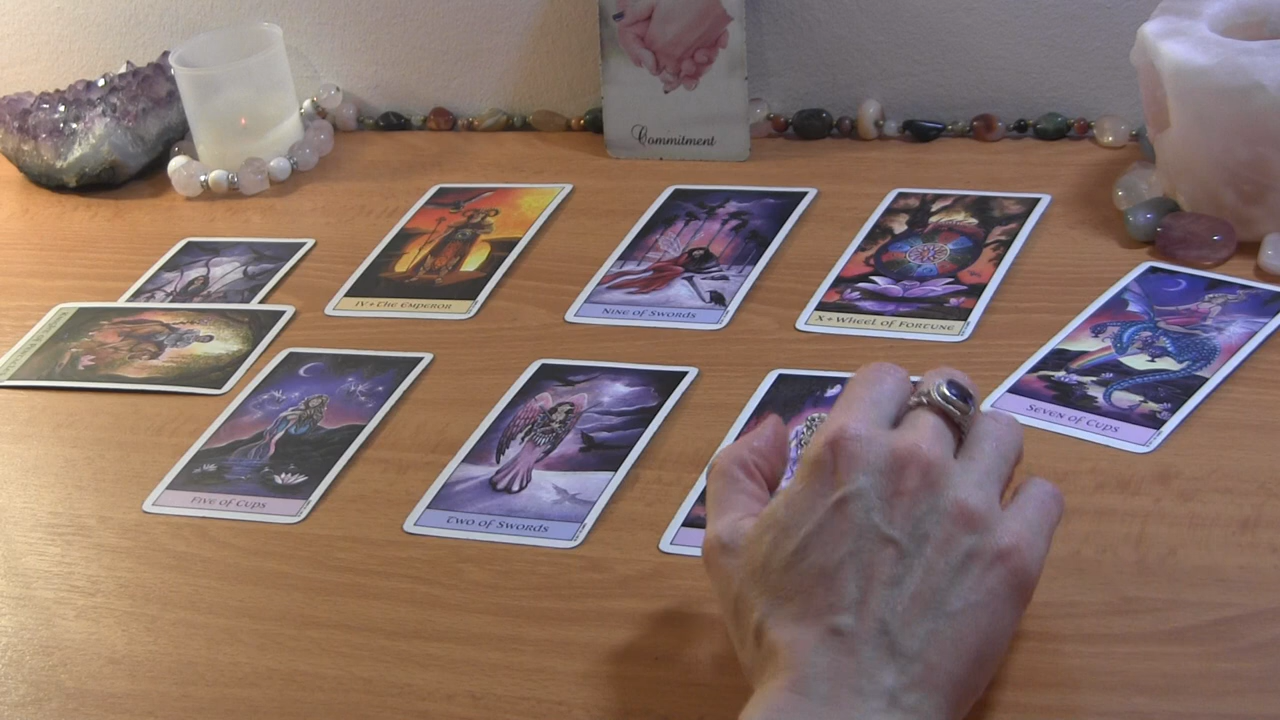 Commitment
IV ✦ The Emperor
Nine of Swords
X ✦ Wheel of Fortune
Seven of Cups
Five of Cups
Two of Swords